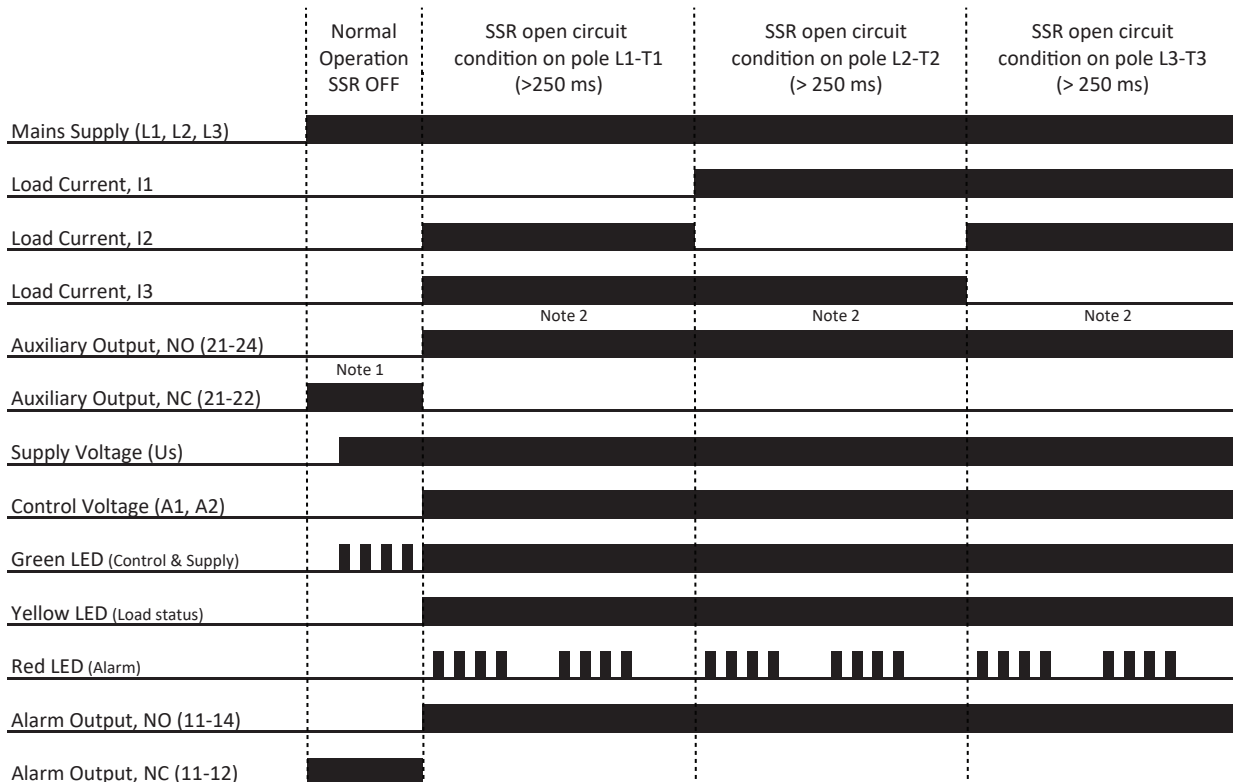 Normal
Operation
SSR OFF
SSR open circuit
condition on pole L1-T1
(>250 ms)
SSR open circuit
condition on pole L2-T2
(> 250 ms)
SSR open circuit
condition on pole L3-T3
(> 250 ms)
Mains Supply (L1, L2, L3)
Load Current, I1
Load Current, I2
Load Current, I3
Note 2
Note 2
Note 2
Auxiliary Output, NO (21-24)
Note 1
Auxiliary Output, NC (21-22)
Supply Voltage (Us)
Control Voltage (A1, A2)
Green LED (Control & Supply)
Yellow LED (Load status)
Red LED (Alarm)
Alarm Output, NO (11-14)
Alarm Output, NC (11-12)